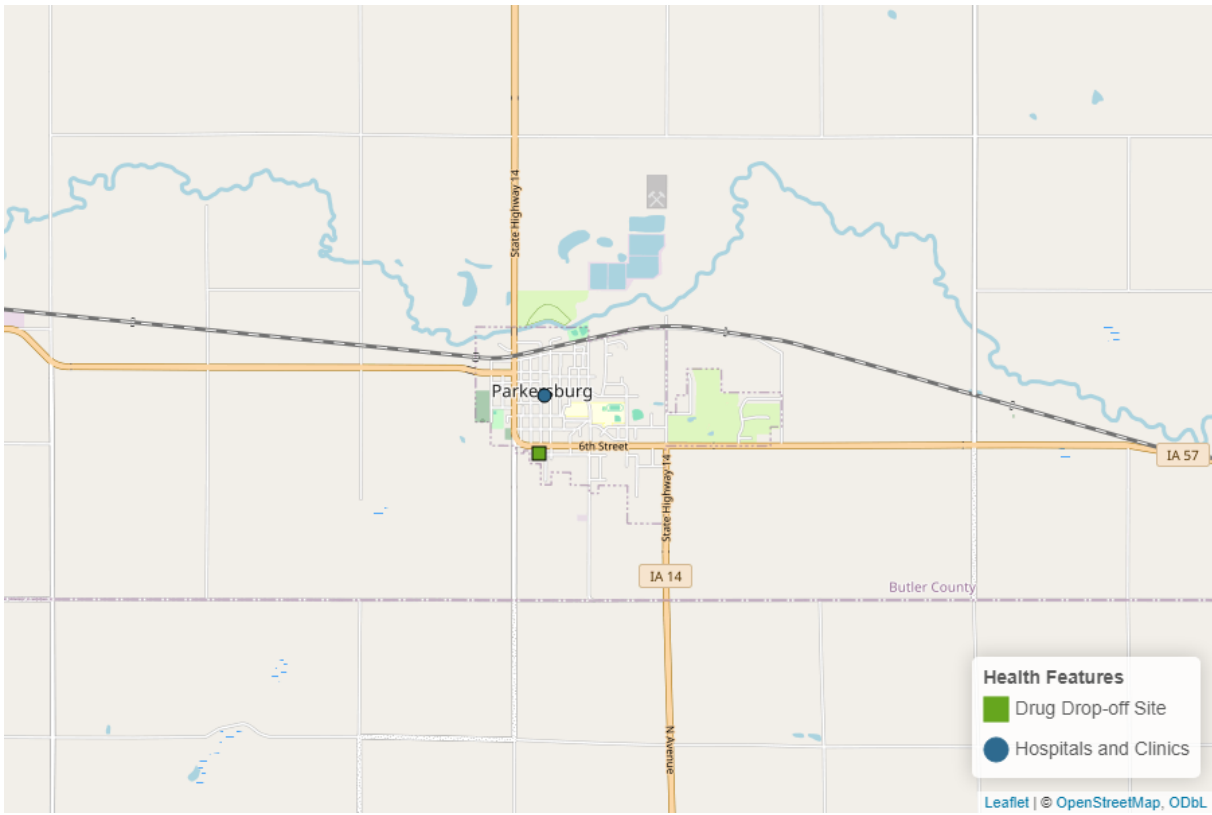 State Highway 14
Parkersburg
6th Street
IA 57
State Highway 14
IA 14
Butler County
N Avenue
Health Features
Drug Drop-off Site
Hospitals and Clinics
Leaflet | © OpenStreetMap, ODbL